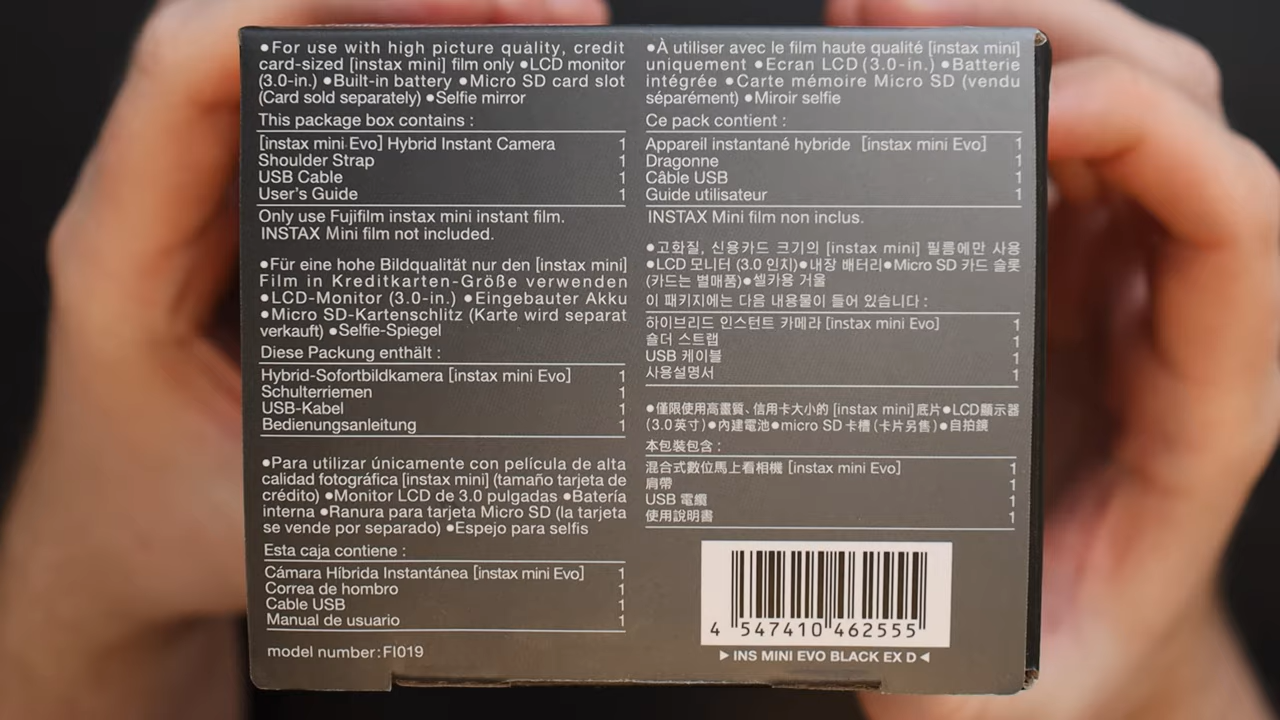 ●For use with high picture quality, credit
card-sized [instax mini] film only ●LCD monitor
(3.0-in.) ●Built-in battery ●Micro SD card slot
(Card sold separately) ●Selfie mirror
This package box contains :
[instax mini Evo] Hybrid Instant Camera 1
Shoulder Strap 1
USB Cable 1
User's Guide 1
Only use Fujifilm instax mini instant film.
INSTAX Mini film not included.
●Für eine hohe Bildqualität nur den [instax mini]
Film in Kreditkarten-Größe verwenden
●LCD-Monitor (3.0-in.) ●Eingebauter Akku
●Micro SD-Kartenschlitz (Karte wird separat
verkauft) ●Selfie-Spiegel
Diese Packung enthält :
Hybrid-Sofortbildkamera [instax mini Evo] 1
Schulterriemen 1
USB-Kabel 1
Bedienungsanleitung 1
●Para utilizar únicamente con película de alta
calidad fotográfica [instax mini] (tamaño tarjeta de
crédito) ●Monitor LCD de 3.0 pulgadas ●Batería
interna ●Ranura para tarjeta Micro SD (la tarjeta
se vende por separado) ●Espejo para selfis
Esta caja contiene :
Cámara Híbrida Instantánea [instax mini Evo] 1
Correa de hombro 1
Cable USB 1
Manual de usuario 1
model number:FI019
●À utiliser avec le film haute qualité [instax mini]
uniquement ●Ecran LCD (3.0-in.) ●Batterie
intégrée ●Carte mémoire Micro SD (vendu
séparément) ●Miroir selfie
Ce pack contient :
Appareil instantané hybride [instax mini Evo] 1
Dragonne 1
Câble USB 1
Guide utilisateur 1
INSTAX Mini film non inclus.
●고화질, 신용카드 크기의 [instax mini] 필름에만 사용
●LCD 모니터 (3.0 인치)●내장 배터리●Micro SD 카드 슬롯
(카드는 별매품)●셀카용 거울
이 패키지에는 다음 내용물이 들어 있습니다 :
하이브리드 인스턴트 카메라 [instax mini Evo] 1
숄더 스트랩 1
USB 케이블 1
사용설명서 1
●僅限使用高畫質、信用卡大小的 [instax mini] 底片●LCD顯示器
(3.0英寸)●內建電池●micro SD卡槽 (卡片另售)●自拍鏡
本包裝包含 :
混合式數位馬上看相機 [instax mini Evo] 1
肩帶 1
USB 電纜 1
使用說明書 1
4 547410 462555
▶ INS MINI EVO BLACK EX D ◀